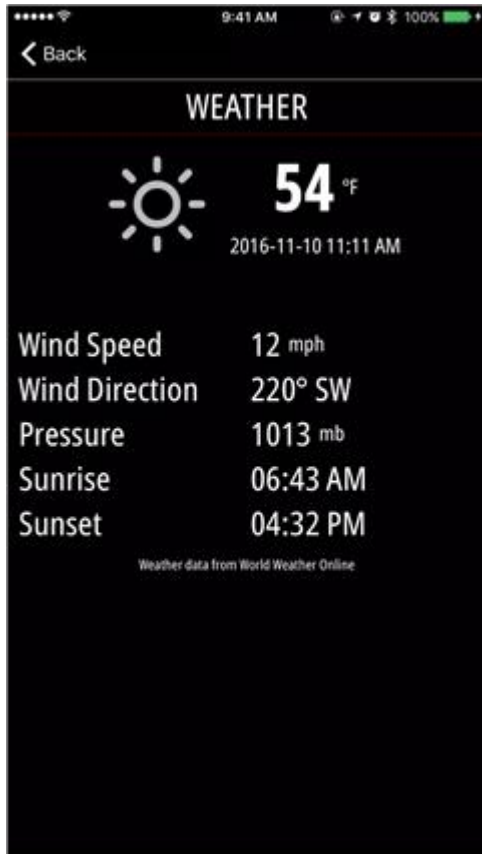 9:41 AM 100%
Back
WEATHER
54 °F
2016-11-10 11:11 AM
Wind Speed 12 mph
Wind Direction 220° SW
Pressure 1013 mb
Sunrise 06:43 AM
Sunset 04:32 PM
Weather data from World Weather Online